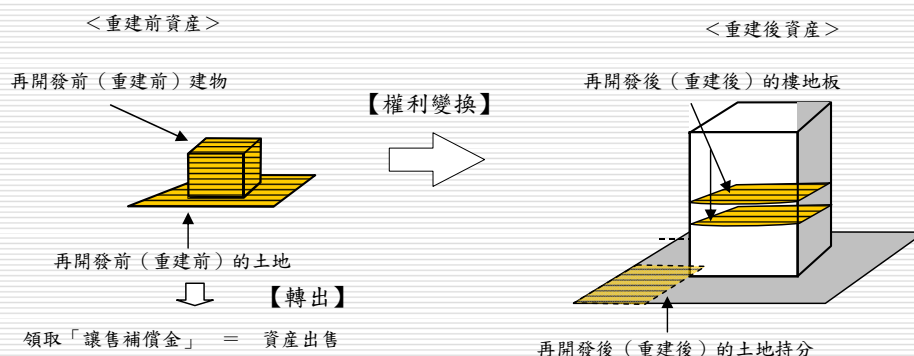 ＜重建前資產＞
＜重建後資產＞
再開發前（重建前）建物
再開發後（重建後）的樓地板
【權利變換】
再開發前（重建前）的土地
【轉出】
領取「讓售補償金」 ＝ 資產出售
再開發後（重建後）的土地持分